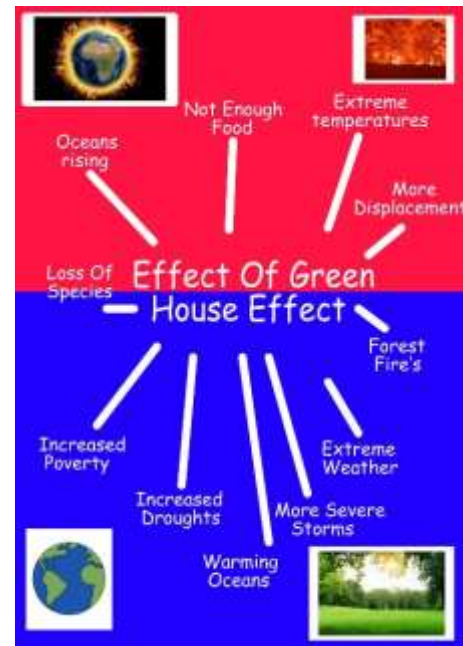 Not Enough
Food
Extreme
temperatures
Oceans
rising
More
Displacement
Loss Of
Species
Effect Of Green
House Effect
Forest
Fire's
Increased
Poverty
Extreme
Weather
Increased
Droughts
More Severe
Storms
Warming
Oceans